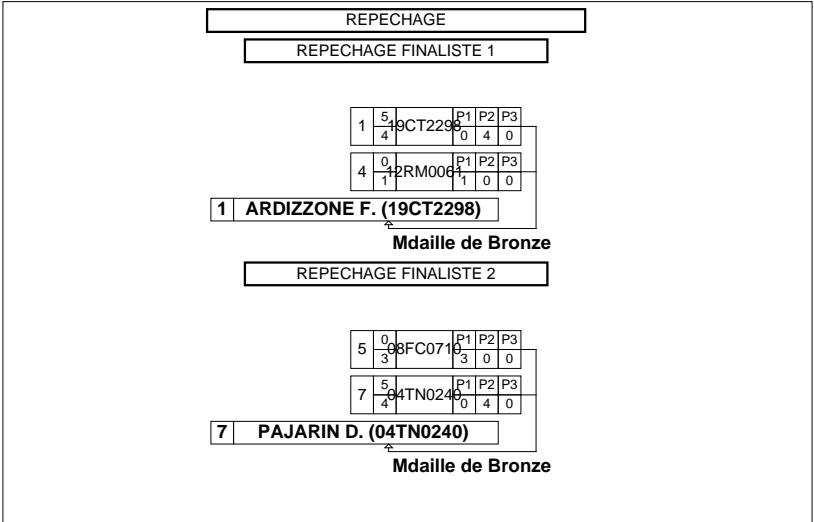 REPECHAGE
REPECHAGE FINALISTE 1
5 P1 P2 P3
1 19CT2298
4 0 4 0
0 P1 P2 P3
4 12RM0061
1 1 0 0
1 ARDIZZONE F. (19CT2298)
Mdaille de Bronze
REPECHAGE FINALISTE 2
0 P1 P2 P3
5 08FC0710
3 3 0 0
5 P1 P2 P3
7 04TN0240
4 0 4 0
7 PAJARIN D. (04TN0240)
Mdaille de Bronze